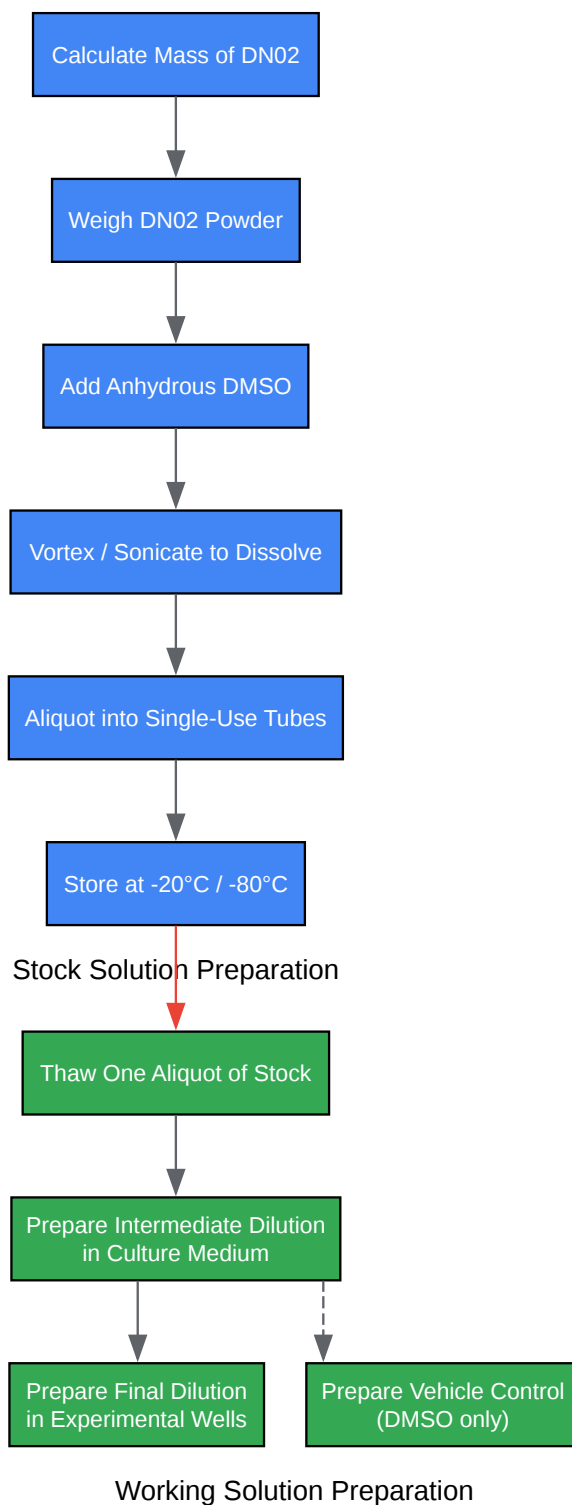 Calculate Mass of DN02
Weigh DN02 Powder
Add Anhydrous DMSO
Vortex / Sonicate to Dissolve
Aliquot into Single-Use Tubes
Store at -20°C / -80°C
Stock Solution Preparation
Thaw One Aliquot of Stock
Prepare Intermediate Dilution
in Culture Medium
Prepare Final Dilution
in Experimental Wells
Prepare Vehicle Control
(DMSO only)
Working Solution Preparation